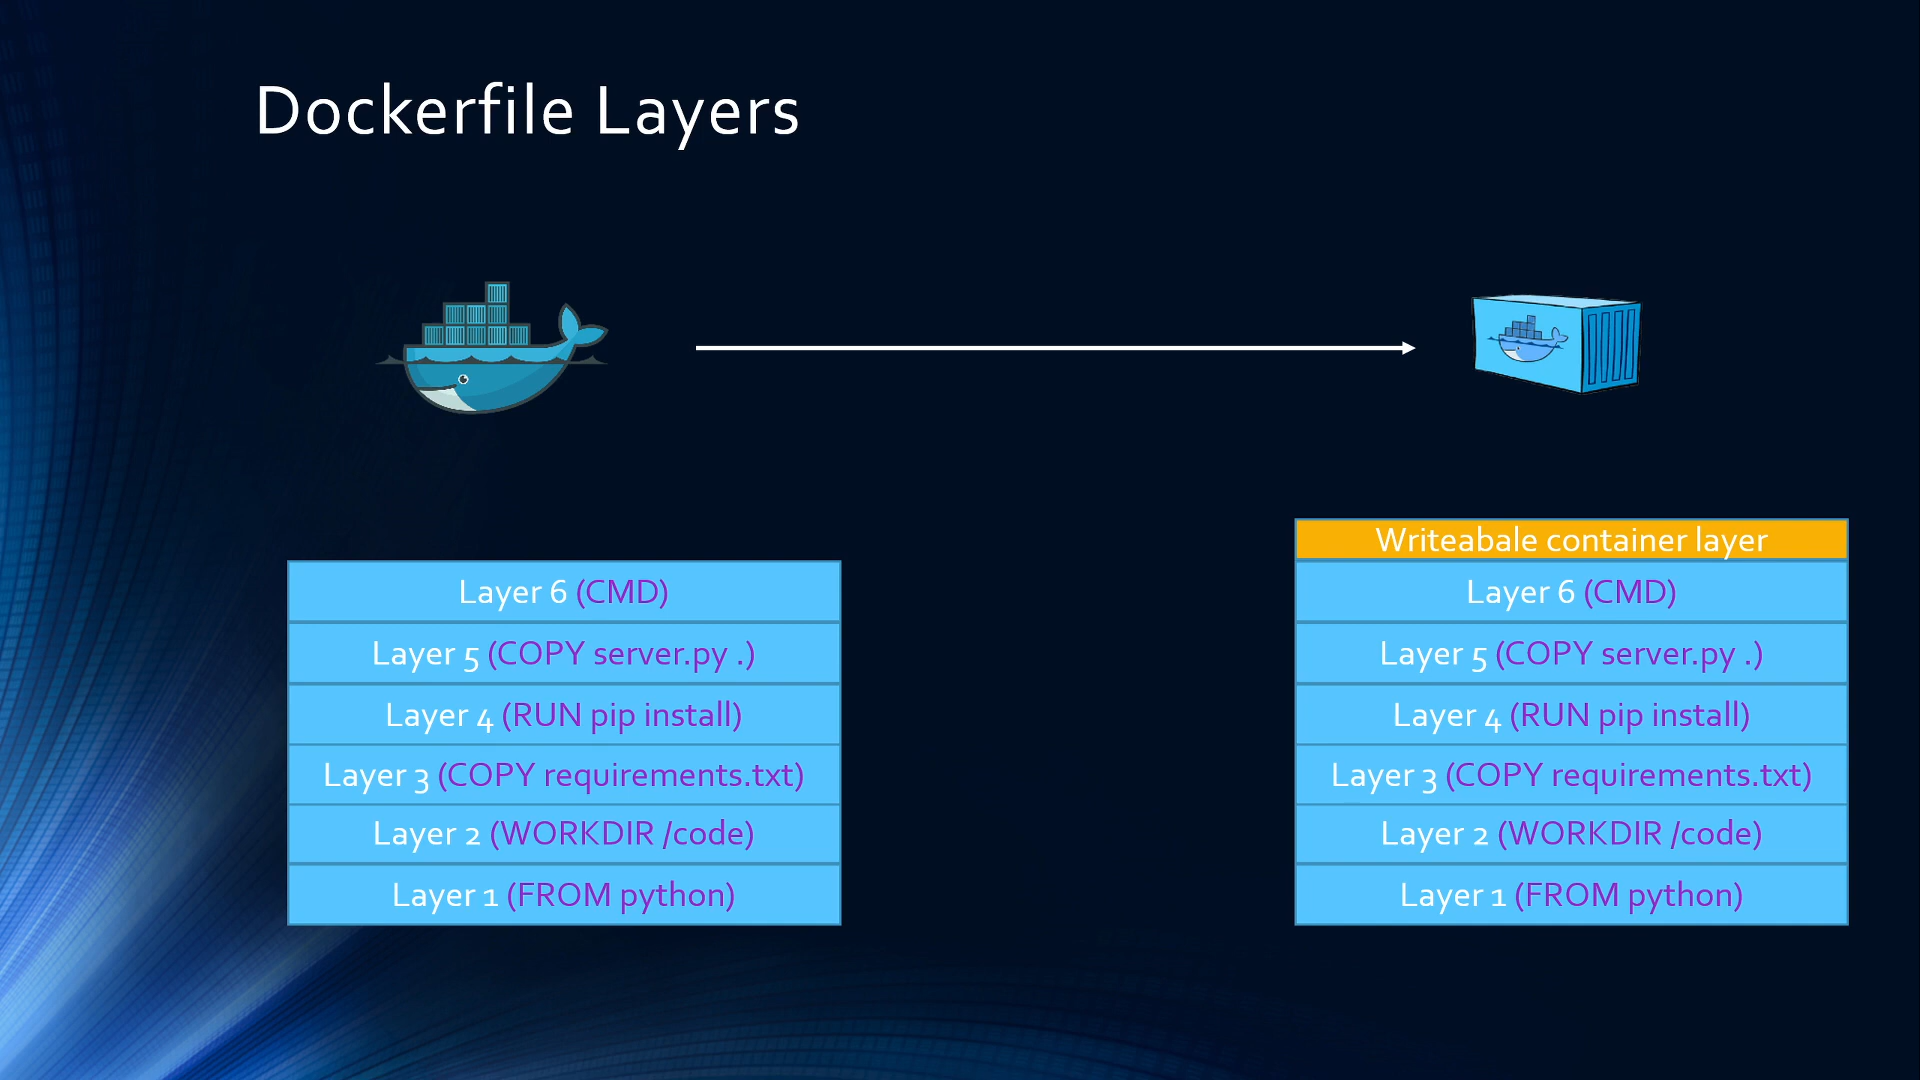 Dockerfile Layers
Layer 6 (CMD)
Layer 5 (COPY server.py .)
Layer 4 (RUN pip install)
Layer 3 (COPY requirements.txt)
Layer 2 (WORKDIR /code)
Layer 1 (FROM python)
Writeabale container layer
Layer 6 (CMD)
Layer 5 (COPY server.py .)
Layer 4 (RUN pip install)
Layer 3 (COPY requirements.txt)
Layer 2 (WORKDIR /code)
Layer 1 (FROM python)